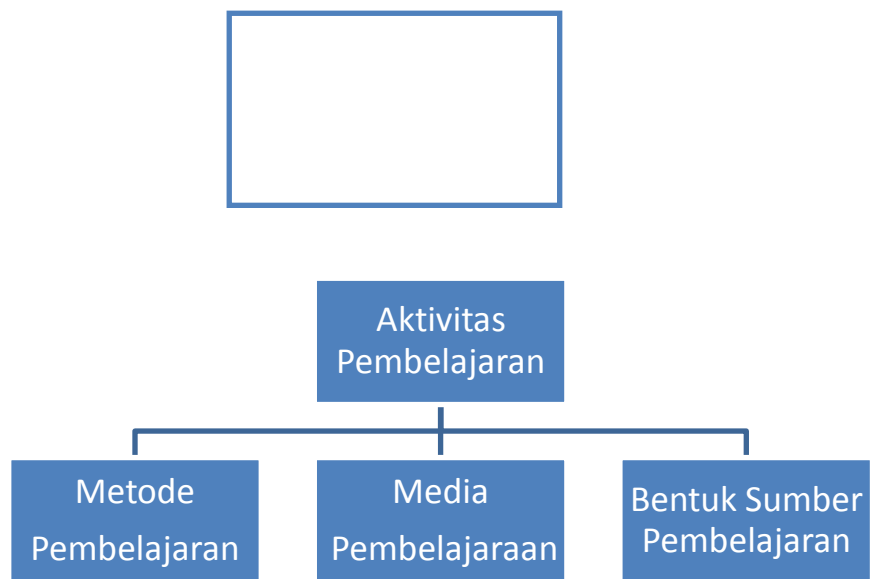 Aktivitas
Pembelajaran
Metode
Pembelajaran
Media
Pembelajaraan
Bentuk Sumber
Pembelajaran